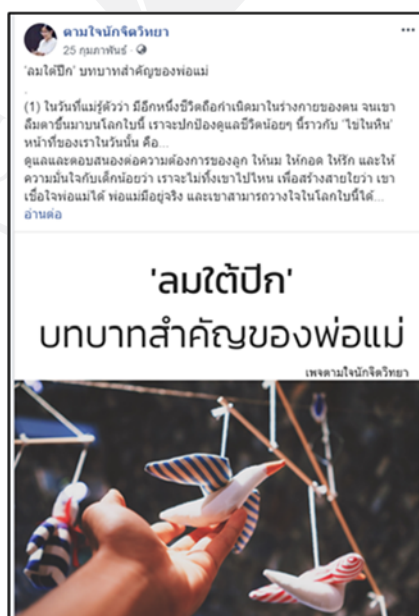 ตามใจนักจิตวิทยา
25 กุมภาพันธ์ ·
'ลมใต้ปีก' บทบาทสำคัญของพ่อแม่
.
(1) ในวันที่แม่รู้ตัวว่า มีอีกหนึ่งชีวิตถือกำเนิดมาในร่างกายของตน จนเขา
ลืมตาขึ้นมาบนโลกใบนี้ เราจะปกป้องดูแลชีวิตน้อยๆ นี้ราวกับ 'ไข่ในหิน'
หน้าที่ของเราในวันนั้น คือ...
ดูแลและตอบสนองต่อความต้องการของลูก ให้นม ให้กอด ให้รัก และให้
ความมั่นใจกับเด็กน้อยว่า เราจะไม่ทิ้งเขาไปไหน เพื่อสร้างสายใยว่า เขา
เชื่อใจพ่อแม่ได้ พ่อแม่มีอยู่จริง และเขาสามารถวางใจในโลกใบนี้ได้...
อ่านต่อ
'ลมใต้ปีก'
บทบาทสำคัญของพ่อแม่
เพจตามใจนักจิตวิทยา